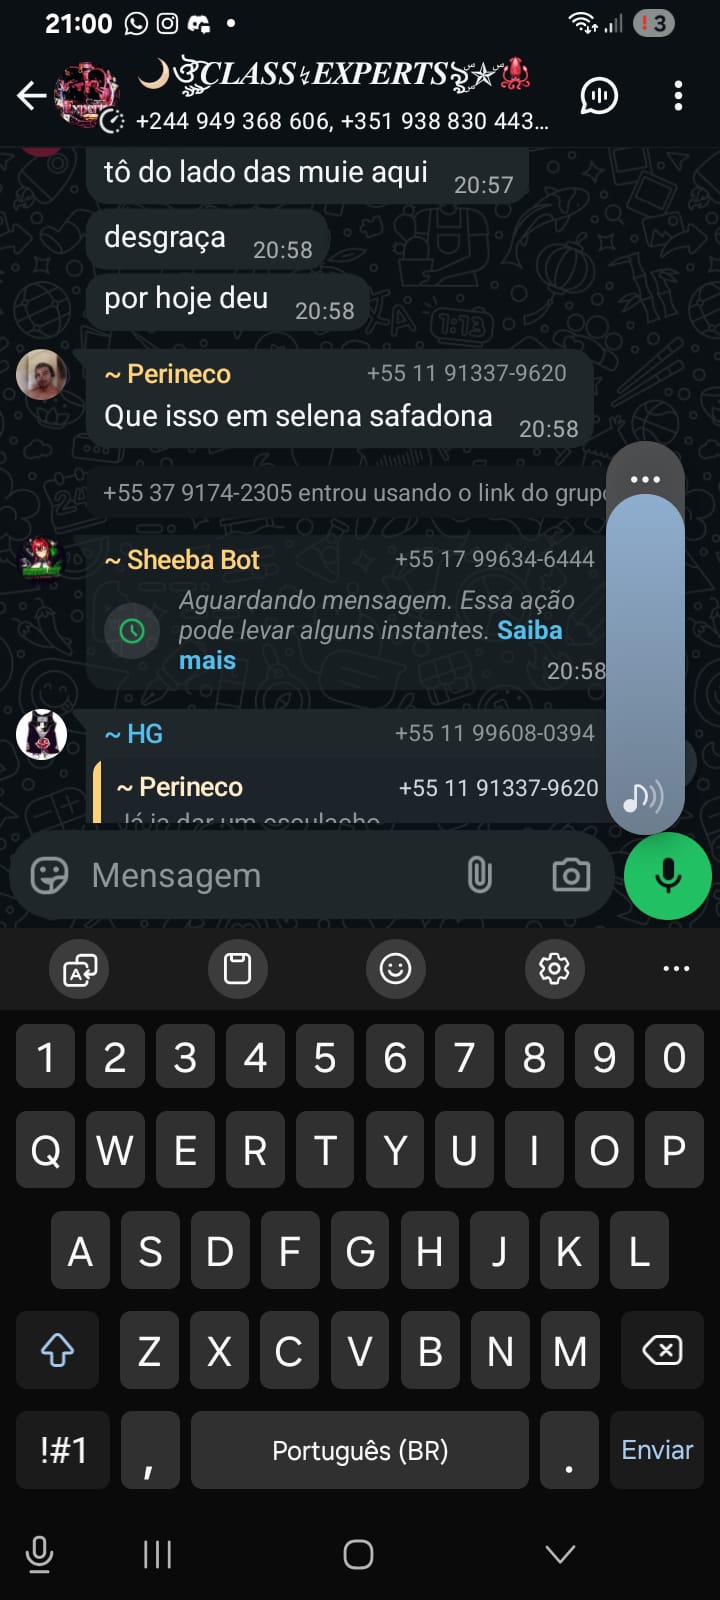 21:00
3
CLASS EXPERTS
+244 949 368 606, +351 938 830 443...
tô do lado das muie aqui 20:57
desgraça 20:58
por hoje deu 20:58
~ Perineco +55 11 91337-9620
Que isso em selena safadona 20:58
+55 37 9174-2305 entrou usando o link do grupo
~ Sheeba Bot +55 17 99634-6444
Aguardando mensagem. Essa ação
pode levar alguns instantes. Saiba
mais 20:58
~ HG +55 11 99608-0394
~ Perineco +55 11 91337-9620
Mensagem
1 2 3 4 5 6 7 8 9 0
Q W E R T Y U I O P
A S D F G H J K L
Z X C V B N M
!#1 , Português (BR) . Enviar